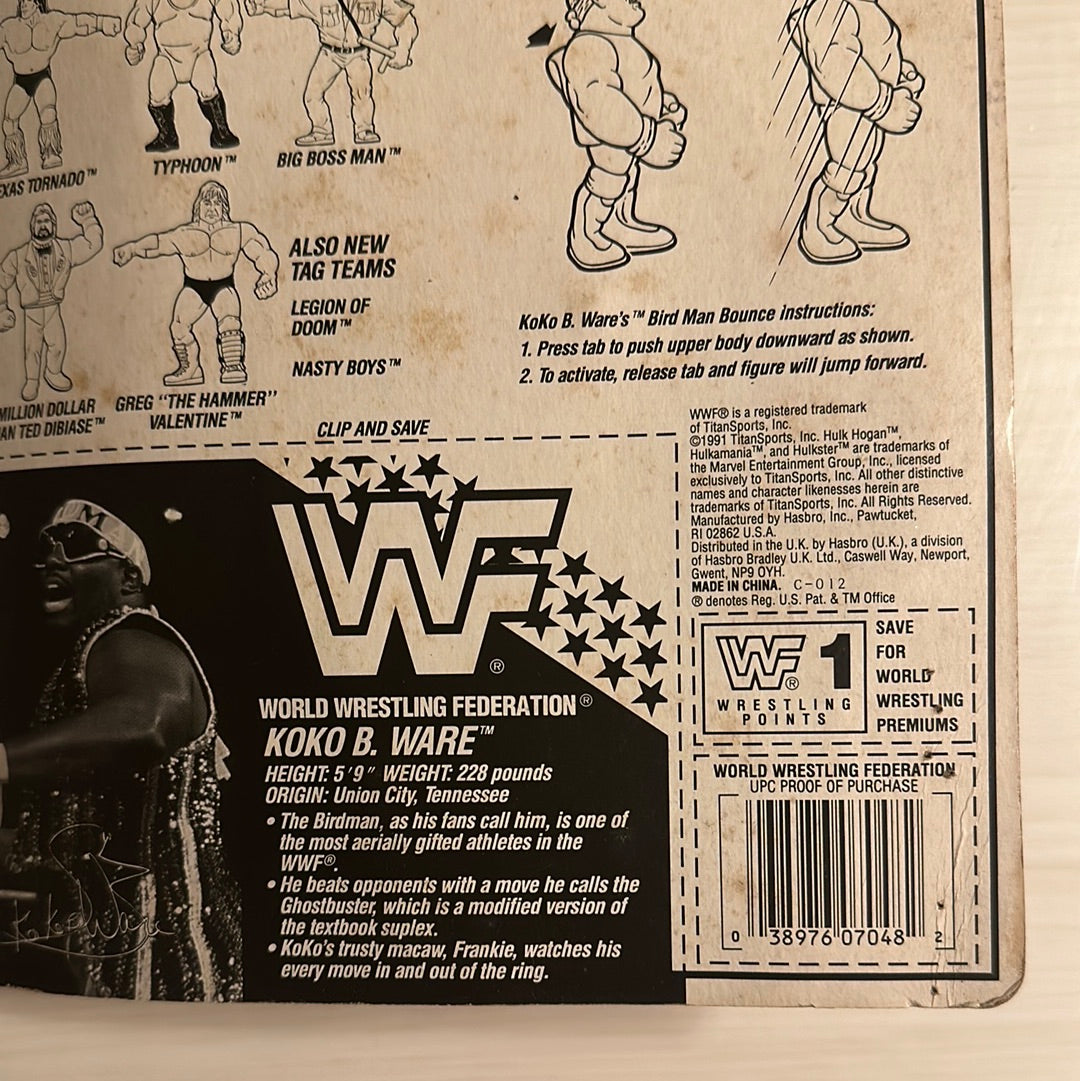 TYPHOON™
BIG BOSS MAN™
EXAS TORNADO™
MILLION DOLLAR
AN TED DIBIASE™
GREG "THE HAMMER"
VALENTINE™
ALSO NEW
TAG TEAMS
LEGION OF
DOOM™
NASTY BOYS™
KoKo B. Ware's™ Bird Man Bounce instructions:
1. Press tab to push upper body downward as shown.
2. To activate, release tab and figure will jump forward.
CLIP AND SAVE
WWF® is a registered trademark
of TitanSports, Inc.
©1991 TitanSports, Inc. Hulk Hogan™,
Hulkamania™, and Hulkster™ are trademarks of
the Marvel Entertainment Group, Inc., licensed
exclusively to TitanSports, Inc. All other distinctive
names and character likenesses herein are
trademarks of TitanSports, Inc. All Rights Reserved.
Manufactured by Hasbro, Inc., Pawtucket,
RI 02862 U.S.A.
Distributed in the U.K. by Hasbro (U.K.), a division
of Hasbro Bradley U.K. Ltd., Caswell Way, Newport,
Gwent, NP9 0YH.
MADE IN CHINA. C-012
® denotes Reg. U.S. Pat. & TM Office
WF®
WORLD WRESTLING FEDERATION®
KOKO B. WARE™
HEIGHT: 5'9" WEIGHT: 228 pounds
ORIGIN: Union City, Tennessee
• The Birdman, as his fans call him, is one of
the most aerially gifted athletes in the
WWF®.
• He beats opponents with a move he calls the
Ghostbuster, which is a modified version of
the textbook suplex.
• KoKo's trusty macaw, Frankie, watches his
every move in and out of the ring.
Koko B Ware
WF® 1
WRESTLING
POINTS
SAVE
FOR
WORLD
WRESTLING
PREMIUMS
WORLD WRESTLING FEDERATION
UPC PROOF OF PURCHASE
0 38976 07048 2